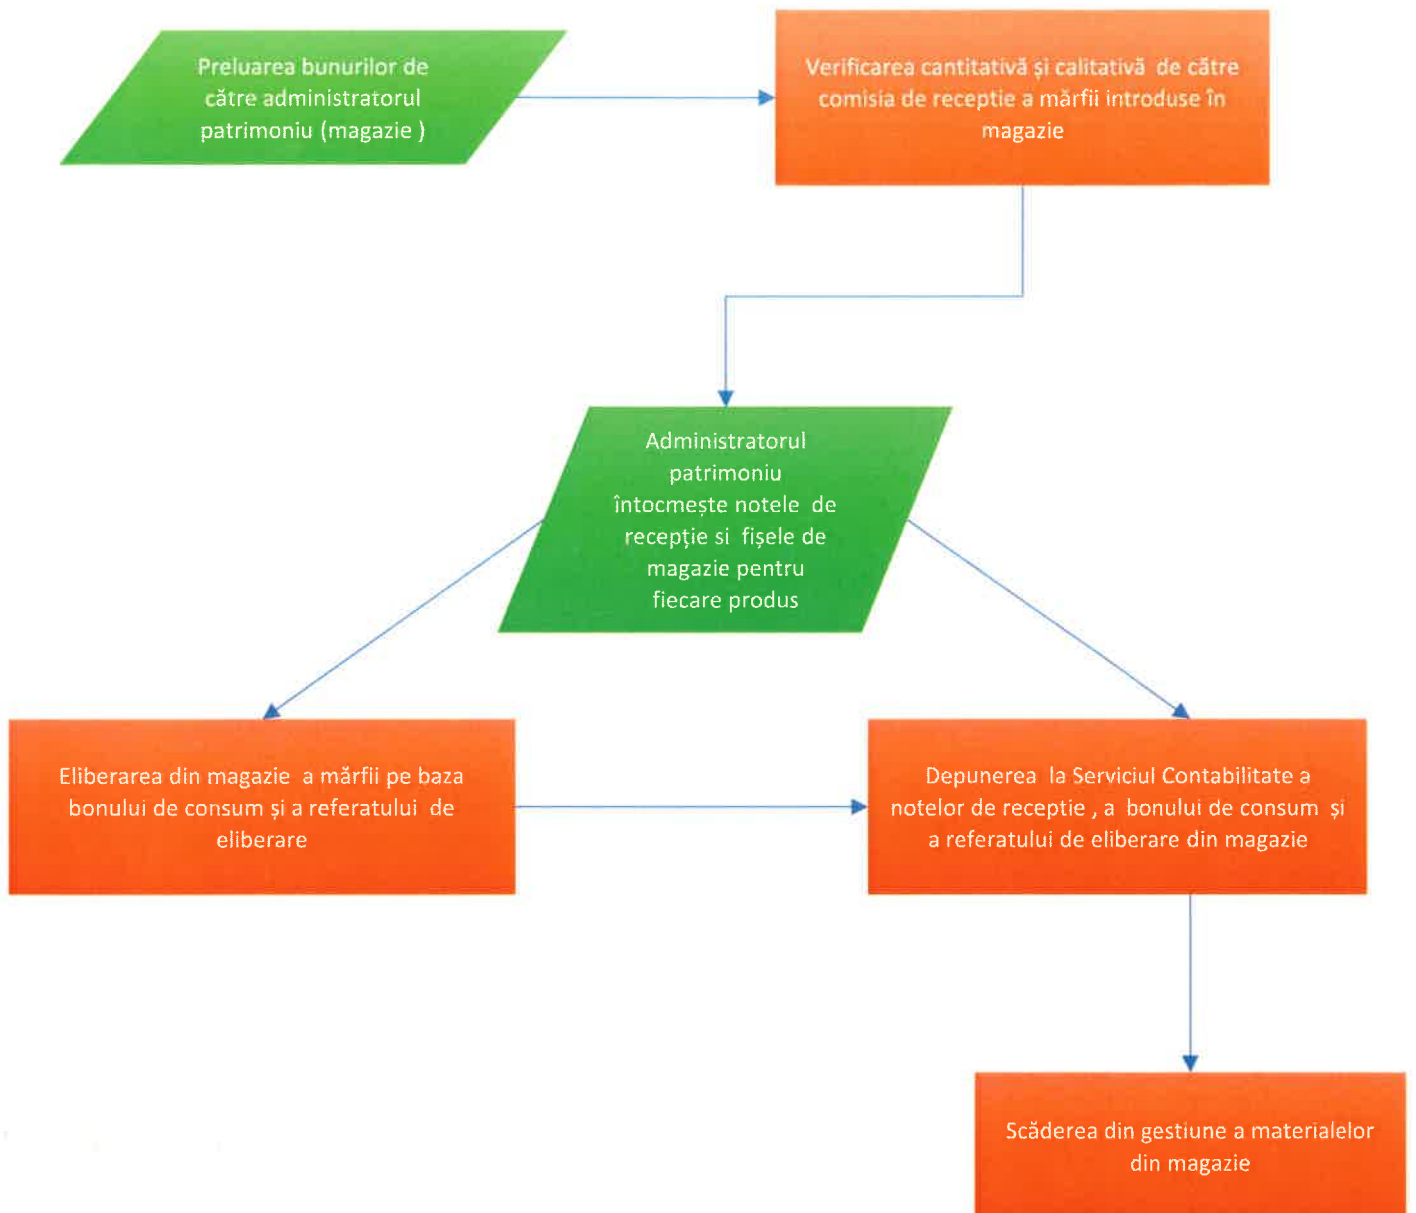 Preluarea bunurilor de
către administratorul
patrimoniu (magazie )
Verificarea cantitativă și calitativă  de către
comisia de receptie a mărfii introduse în
magazie
Administratorul
patrimoniu
întocmește notele  de
recepție si  fișele de
magazie pentru
fiecare produs
Eliberarea din magazie  a mărfii pe baza
bonului de consum și a referatului  de
eliberare
Depunerea  la Serviciul Contabilitate a
notelor de receptie , a  bonului de consum  și
a referatului de eliberare din magazie
Scăderea din gestiune a materialelor
din magazie